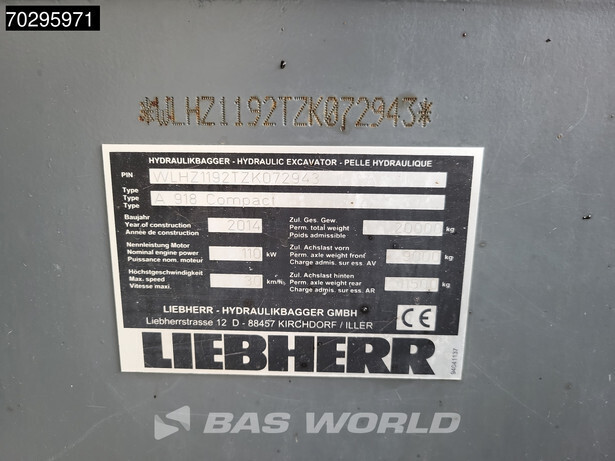 70295971
*WLHZ1192TZK072943*
HYDRAULIKBAGGER - HYDRAULIC EXCAVATOR - PELLE HYDRAULIQUE
PIN WLHZ1192TZK072943
Type
Type A 918 Compact
Type
Baujahr
Year of construction 2014
Année de construction
Zul. Ges. Gew.
Perm. total weight 20000 kg
Poids admissible
Nennleistung Motor
Nominal engine power 110 kW
Puissance nom. moteur
Zul. Achslast vorn
Perm. axle weight front kg
Charge admis. sur ess. AV
Höchstgeschwindigkeit
Max. speed km/h
Vitesse maxi.
Zul. Achslast hinten
Perm. axle weight rear kg
Charge admis. sur ess. AR
LIEBHERR - HYDRAULIKBAGGER GMBH
Liebherrstrasse 12 D - 88457 KIRCHDORF / ILLER
CE
LIEBHERR
94041137
BAS WORLD